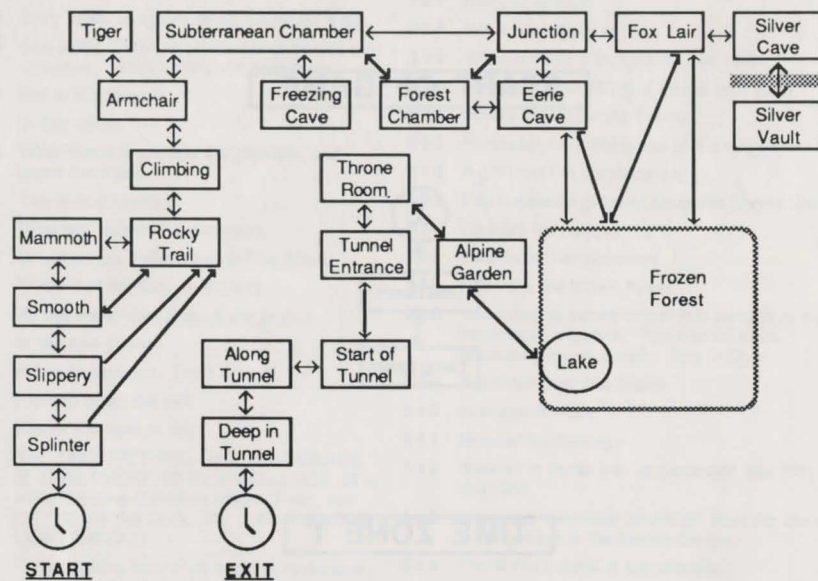 Tiger
Subterranean Chamber
Junction
Fox Lair
Silver
Cave
Armchair
Freezing
Cave
Forest
Chamber
Eerie
Cave
Silver
Vault
Climbing
Throne
Room
Mammoth
Rocky
Trail
Tunnel
Entrance
Alpine
Garden
Frozen
Forest
Smooth
Slippery
Along
Tunnel
Start of
Tunnel
Lake
Splinter
Deep in
Tunnel
START
EXIT
TIME ZONE T